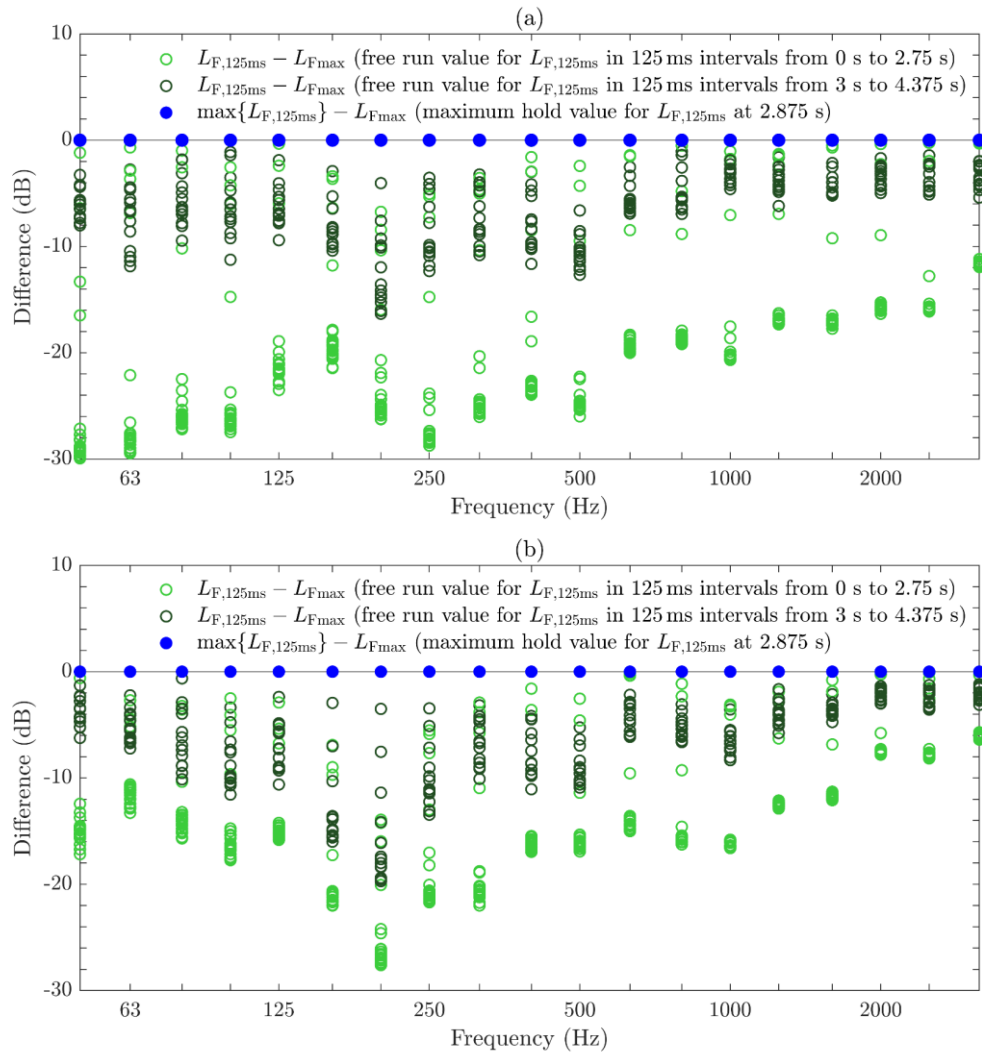 (a)
10
0
-10
-20
-30
Difference (dB)
L_F,125ms − L_Fmax (free run value for L_F,125ms in 125 ms intervals from 0 s to 2.75 s)
L_F,125ms − L_Fmax (free run value for L_F,125ms in 125 ms intervals from 3 s to 4.375 s)
max{L_F,125ms} − L_Fmax (maximum hold value for L_F,125ms at 2.875 s)
63 125 250 500 1000 2000
Frequency (Hz)
(b)
10
0
-10
-20
-30
Difference (dB)
L_F,125ms − L_Fmax (free run value for L_F,125ms in 125 ms intervals from 0 s to 2.75 s)
L_F,125ms − L_Fmax (free run value for L_F,125ms in 125 ms intervals from 3 s to 4.375 s)
max{L_F,125ms} − L_Fmax (maximum hold value for L_F,125ms at 2.875 s)
63 125 250 500 1000 2000
Frequency (Hz)